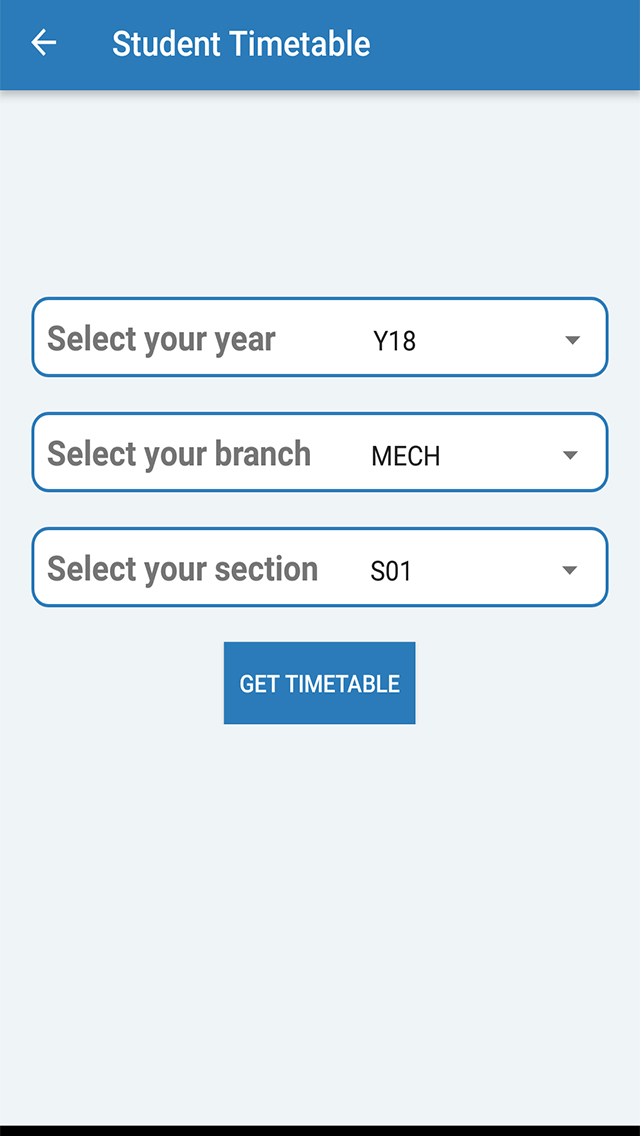 Student Timetable
Select your year Y18
Select your branch MECH
Select your section S01
GET TIMETABLE